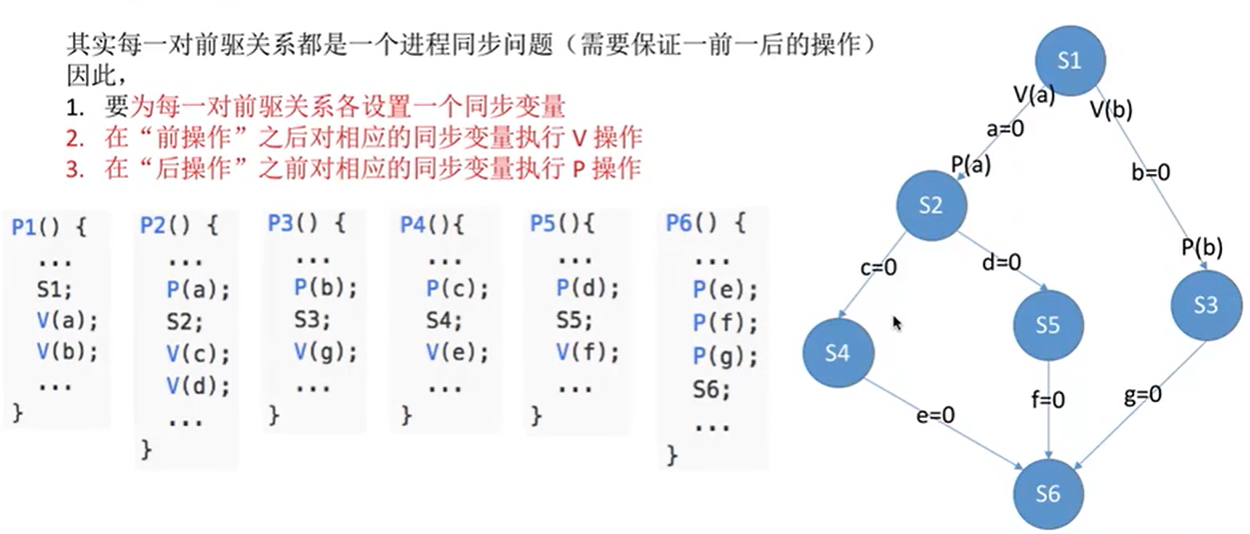 其实每一对前驱关系都是一个进程同步问题（需要保证一前一后的操作）
因此，
1. 要为每一对前驱关系各设置一个同步变量
2. 在“前操作”之后对相应的同步变量执行 V 操作
3. 在“后操作”之前对相应的同步变量执行 P 操作
P1() {
...
S1;
V(a);
V(b);
...
}
P2() {
...
P(a);
S2;
V(c);
V(d);
...
}
P3() {
...
P(b);
S3;
V(g);
...
}
P4(){
...
P(c);
S4;
V(e);
...
}
P5(){
...
P(d);
S5;
V(f);
...
}
P6() {
...
P(e);
P(f);
P(g);
S6;
...
}
S1
V(a)
V(b)
a=0
P(a)
b=0
S2
c=0
d=0
P(b)
S3
S5
S4
e=0
f=0
g=0
S6